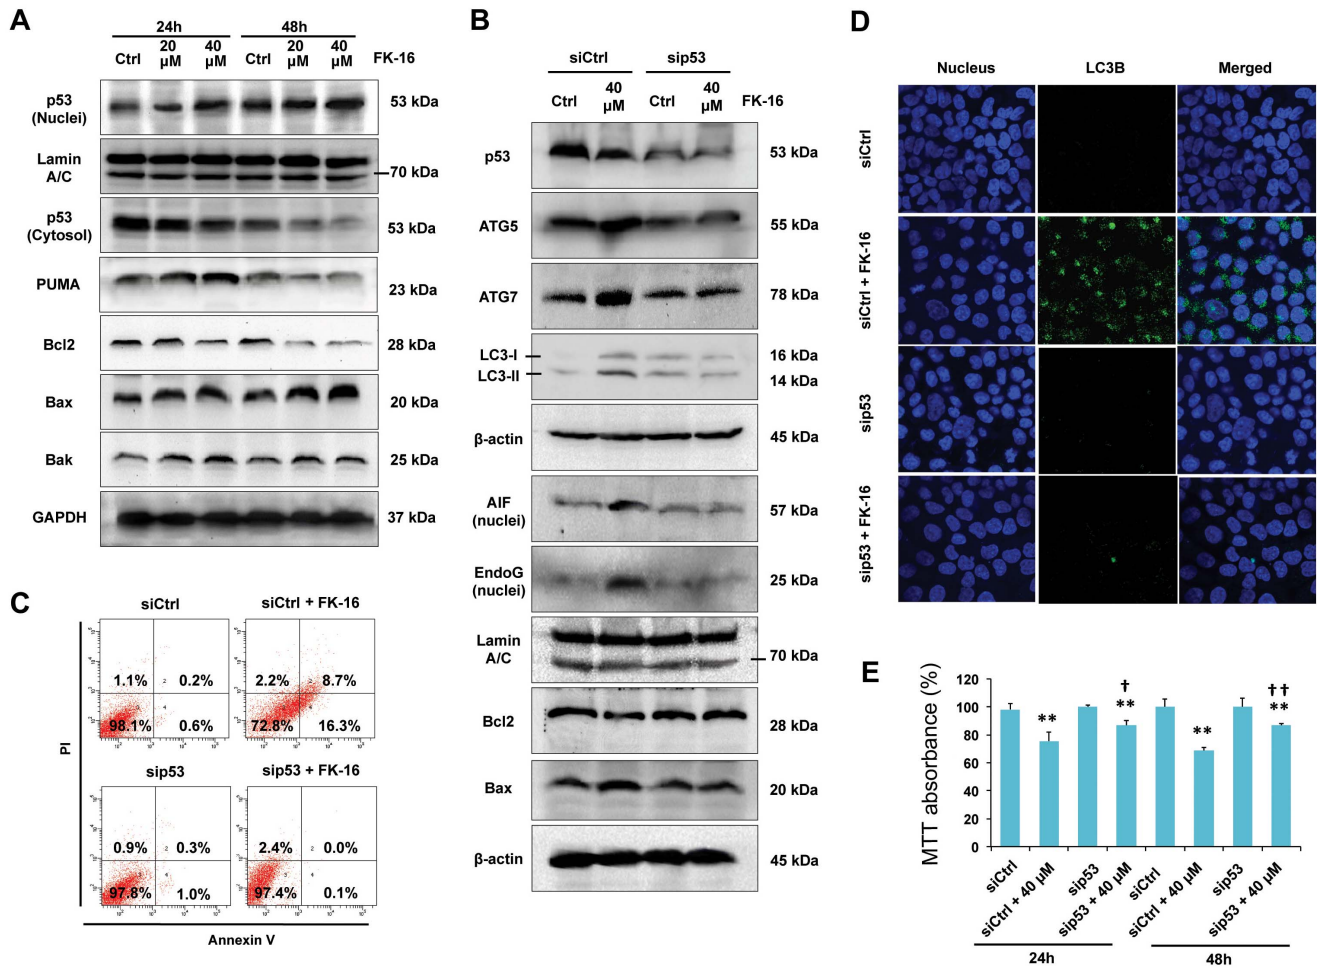 A
24h 48h
Ctrl 20 µM 40 µM Ctrl 20 µM 40 µM FK-16
p53 (Nuclei) 53 kDa
Lamin A/C 70 kDa
p53 (Cytosol) 53 kDa
PUMA 23 kDa
Bcl2 28 kDa
Bax 20 kDa
Bak 25 kDa
GAPDH 37 kDa
B
siCtrl sip53
Ctrl 40 µM Ctrl 40 µM FK-16
p53 53 kDa
ATG5 55 kDa
ATG7 78 kDa
LC3-I 16 kDa
LC3-II 14 kDa
β-actin 45 kDa
AIF (nuclei) 57 kDa
EndoG (nuclei) 25 kDa
Lamin A/C 70 kDa
Bcl2 28 kDa
Bax 20 kDa
β-actin 45 kDa
C
siCtrl siCtrl + FK-16
1.1% 0.2% 2.2% 8.7%
98.1% 0.6% 72.8% 16.3%
sip53 sip53 + FK-16
0.9% 0.3% 2.4% 0.0%
97.8% 1.0% 97.4% 0.1%
PI
Annexin V
D
Nucleus LC3B Merged
siCtrl
siCtrl + FK-16
sip53
sip53 + FK-16
E
MTT absorbance (%)
120
100
80
60
40
20
0
** † ** ** †† **
siCtrl
siCtrl + 40 µM
sip53
sip53 + 40 µM
siCtrl
siCtrl + 40 µM
sip53
sip53 + 40 µM
24h 48h